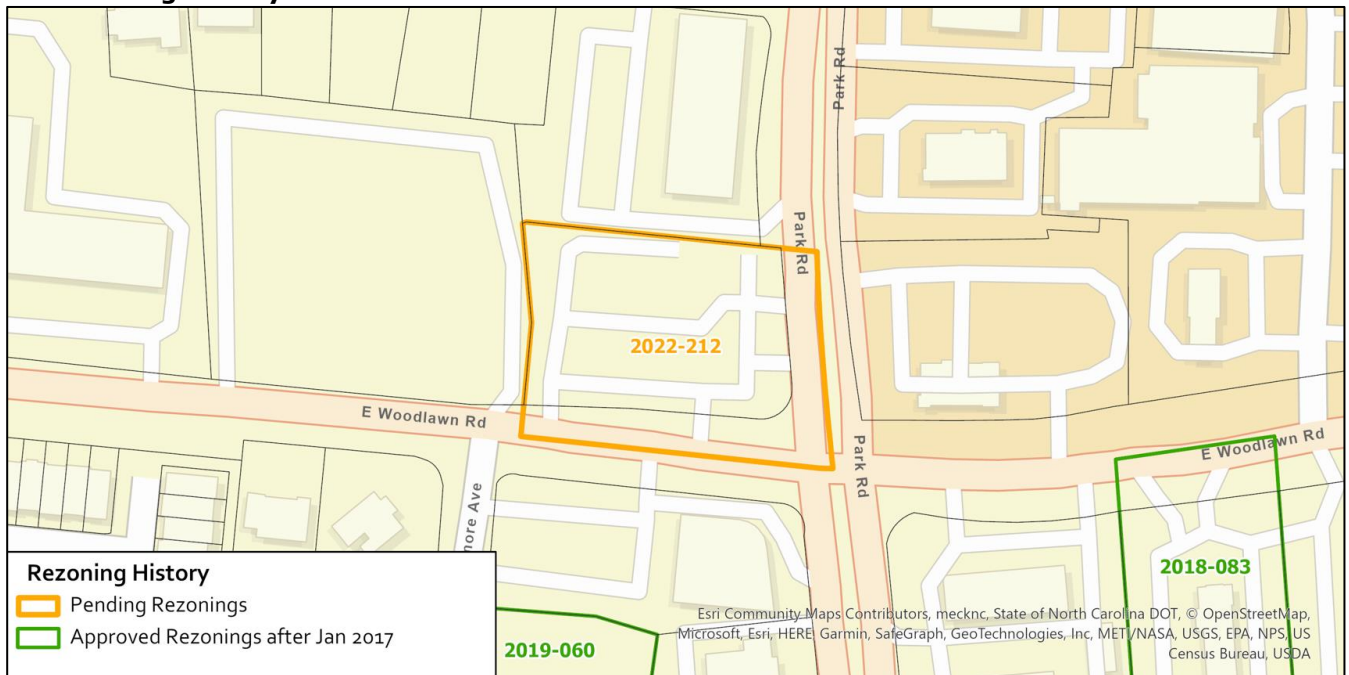 Park Rd
Park Rd
2022-212
E Woodlawn Rd
Park Rd
E Woodlawn Rd
more Ave
2018-083
2019-060
Rezoning History
Pending Rezonings
Approved Rezonings after Jan 2017
Esri Community Maps Contributors, mecknc, State of North Carolina DOT, © OpenStreetMap,
Microsoft, Esri, HERE, Garmin, SafeGraph, GeoTechnologies, Inc, METI/NASA, USGS, EPA, NPS, US
Census Bureau, USDA